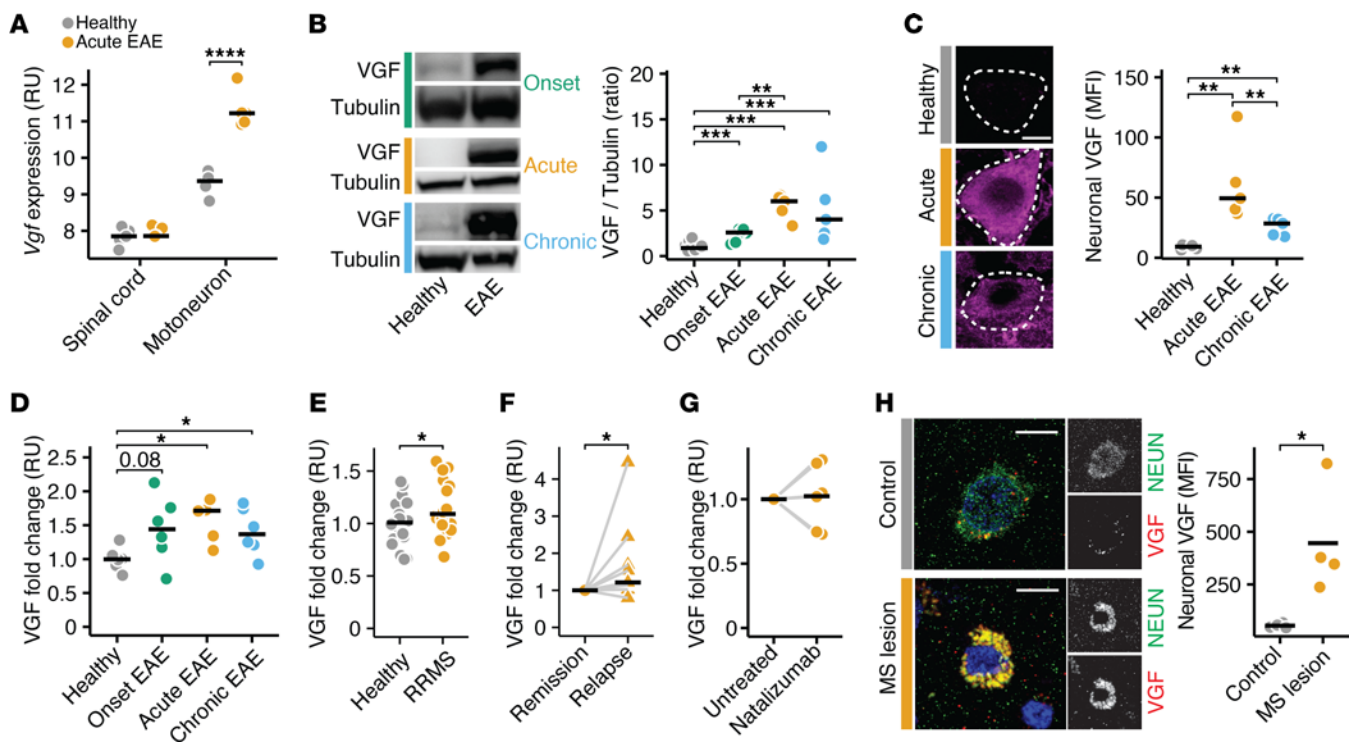 A
Healthy
Acute EAE
Vgf expression (RU)
12
11
10
9
8
****
Spinal cord
Motoneuron
B
VGF
Tubulin
Onset
VGF
Tubulin
Acute
VGF
Tubulin
Chronic
Healthy
EAE
VGF / Tubulin (ratio)
20
15
10
5
0
**
***
***
***
Healthy
Onset EAE
Acute EAE
Chronic EAE
C
Healthy
Acute
Chronic
Neuronal VGF (MFI)
150
100
50
0
**
**
**
Healthy
Acute EAE
Chronic EAE
D
VGF fold change (RU)
2.5
2.0
1.5
1.0
0.5
0
*
*
0.08
Healthy
Onset EAE
Acute EAE
Chronic EAE
E
VGF fold change (RU)
1.5
1.0
0.5
0
*
Healthy
RRMS
F
VGF fold change (RU)
4
3
2
1
0
*
Remission
Relapse
G
VGF fold change (RU)
1.0
0.5
0
Untreated
Natalizumab
H
Control
NEUN
VGF
MS lesion
NEUN
VGF
Neuronal VGF (MFI)
750
500
250
*
Control
MS lesion